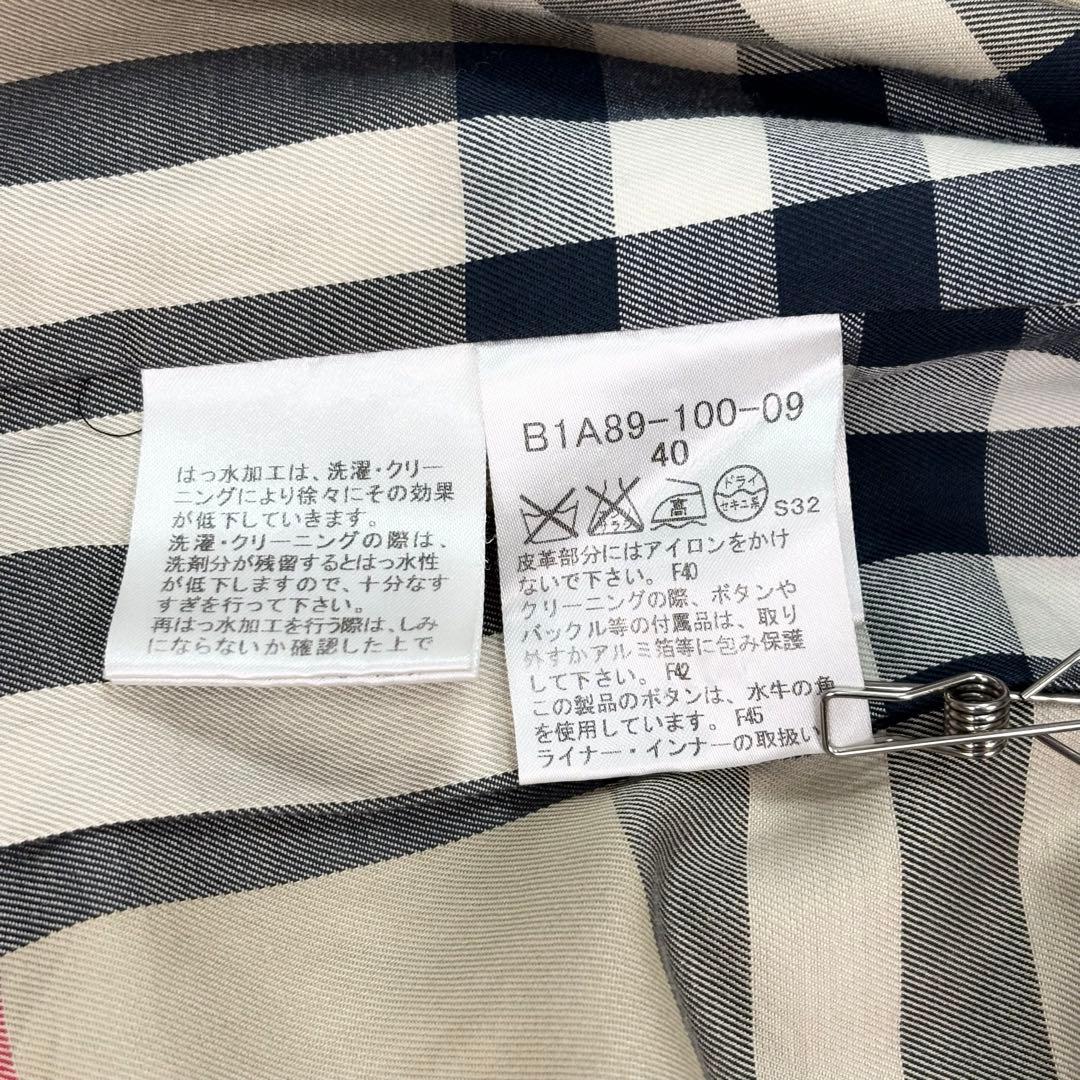 はっ水加工は、洗濯・クリー
ニングにより徐々にその効果
が低下していきます。
洗濯・クリーニングの際は、
洗剤分が残留するとはっ水性
が低下しますので、十分なす
すぎを行って下さい。
再はっ水加工を行う際は、しみ
にならないか確認した上で
B1A89-100-09
40
エンソ
サラシ
高
ドライ
セキユ系
S32
皮革部分にはアイロンをかけ
ないで下さい。 F40
クリーニングの際、ボタンや
バックル等の付属品は、取り
外すかアルミ箔等に包み保護
して下さい。 F42
この製品のボタンは、水牛の角
を使用しています。 F45
ライナー・インナーの取扱い